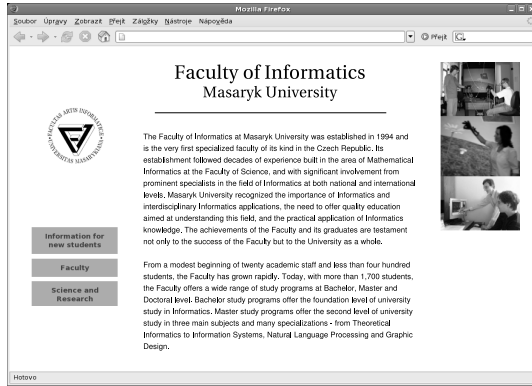 Mozilla Firefox
Soubor Úpravy Zobrazit Přejít Záložky Nástroje Nápověda
Přejít
Faculty of Informatics
Masaryk University
FACULTAS ARTIS INFORMATICAE
UNIVERSITAS MASARYKIANA
The Faculty of Informatics at Masaryk University was established in 1994 and
is the very first specialized faculty of its kind in the Czech Republic. Its
establishment followed decades of experience built in the area of Mathematical
Informatics at the Faculty of Science, and with significant involvement from
prominent specialists in the field of Informatics at both national and international
levels. Masaryk University recognized the importance of Informatics and
interdisciplinary Informatics applications, the need to offer quality education
aimed at understanding this field, and the practical application of Informatics
knowledge, The achievements of the Faculty and its graduates are testament
not only to the success of the Faculty but to the University as a whole.
Information for
new students
Faculty
Science and
Research
From a modest beginning of twenty academic staff and less than four hundred
students, the Faculty has grown rapidly. Today, with more than 1,700 students,
the Faculty offers a wide range of study programs at Bachelor, Master and
Doctoral level. Bachelor study programs offer the foundation level of university
study in Informatics. Master study programs offer the second level of university
study in three main subjects and many specializations - from Theoretical
Informatics to Information Systems, Natural Language Processing and Graphic
Design.
Hotovo